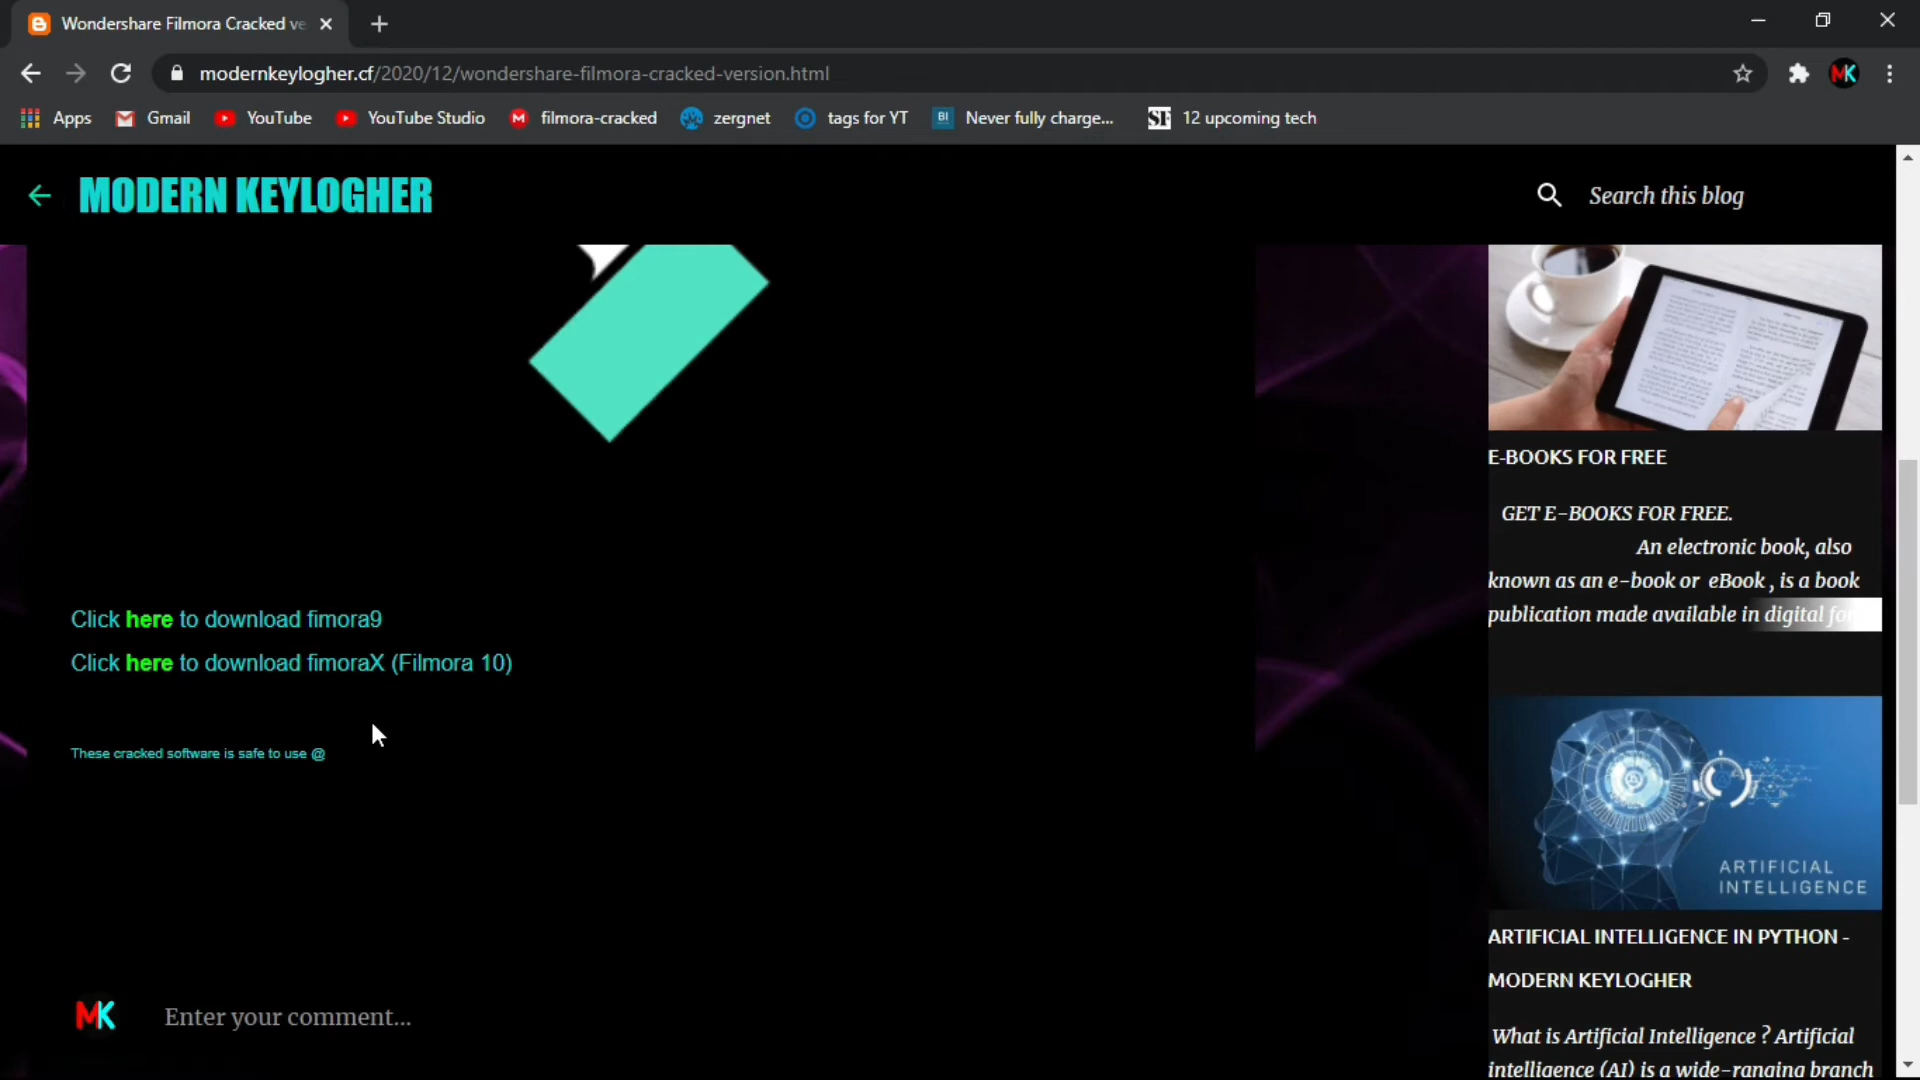 Wondershare Filmora Cracked ve
modernkeylogher.cf/2020/12/wondershare-filmora-cracked-version.html
MK
Apps
Gmail
YouTube
YouTube Studio
M
filmora-cracked
zergnet
tags for YT
BI
Never fully charge...
SF
12 upcoming tech
MODERN KEYLOGHER
Search this blog
E-BOOKS FOR FREE
GET E-BOOKS FOR FREE.
An electronic book, also
known as an e-book or eBook , is a book
publication made available in digital fo
Click here to download fimora9
Click here to download fimoraX (Filmora 10)
These cracked software is safe to use @
ARTIFICIAL
INTELLIGENCE
ARTIFICIAL INTELLIGENCE IN PYTHON -
MODERN KEYLOGHER
What is Artificial Intelligence ? Artificial
intelligence (AI) is a wide-ranging branch
MK
Enter your comment...